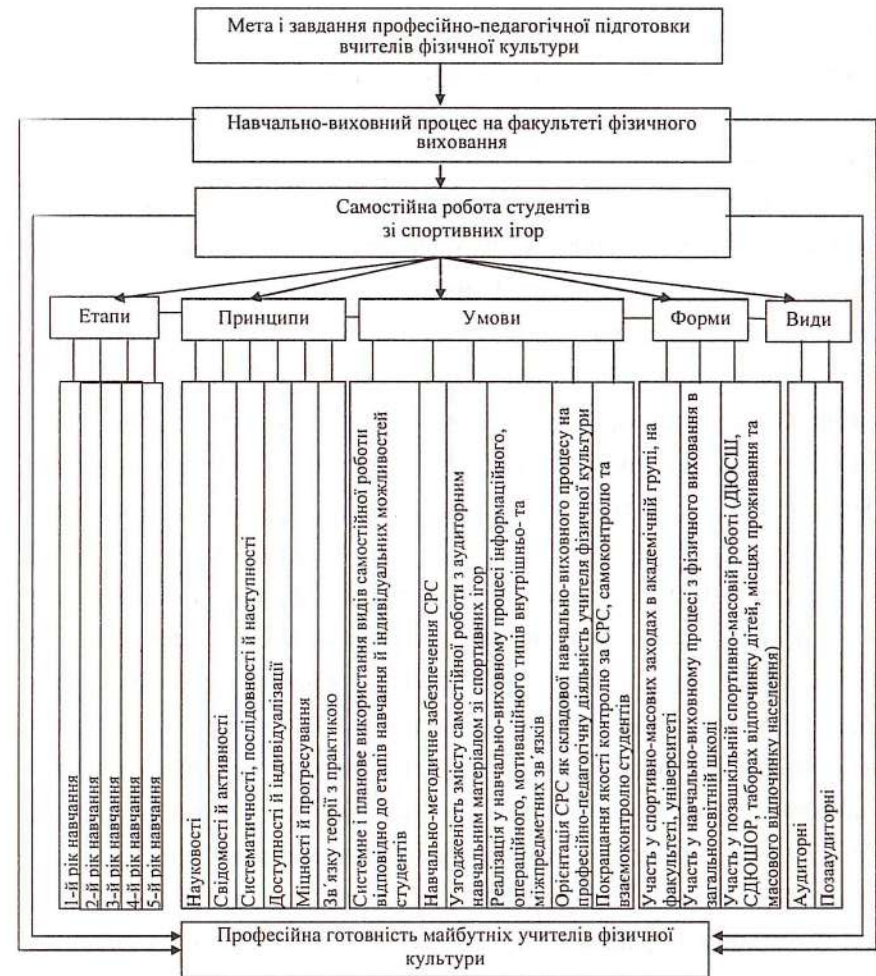 Мета і завдання професійно-педагогічної підготовки
вчителів фізичної культури
Навчально-виховний процес на факультеті фізичного
виховання
Самостійна робота студентів
зі спортивних ігор
Етапи
Принципи
Умови
Форми
Види
1-й рік навчання
2-й рік навчання
3-й рік навчання
4-й рік навчання
5-й рік навчання
Науковості
Свідомості й активності
Систематичності, послідовності й наступності
Доступності й індивідуалізації
Міцності й прогресування
Зв´язку теорії з практикою
Системне і планове використання видів самостійної роботи
відповідно до етапів навчання й індивідуальних можливостей
студентів
Навчально-методичне забезпечення СРС
Узгодженість змісту самостійної роботи з аудиторним
навчальним матеріалом зі спортивних ігор
Реалізація у навчально-виховному процесі інформаційного,
операційного, мотиваційного типів внутрішньо- та
міжпредметних зв´язків
Орієнтація СРС як складової навчально-виховного процесу на
професійно-педагогічну діяльність учителя фізичної культури
Покращання якості контролю за СРС, самоконтролю та
взаємоконтролю студентів
Участь у спортивно-масових заходах в академічній групі, на
факультеті, університеті
Участь у навчально-виховному процесі з фізичного виховання в
загальноосвітній школі
Участь у позашкільній спортивно-масовій роботі (ДЮСШ,
СДЮШОР, таборах відпочинку дітей, місцях проживання та
масового відпочинку населення)
Аудиторні
Позааудиторні
Професійна готовність майбутніх учителів фізичної
культури